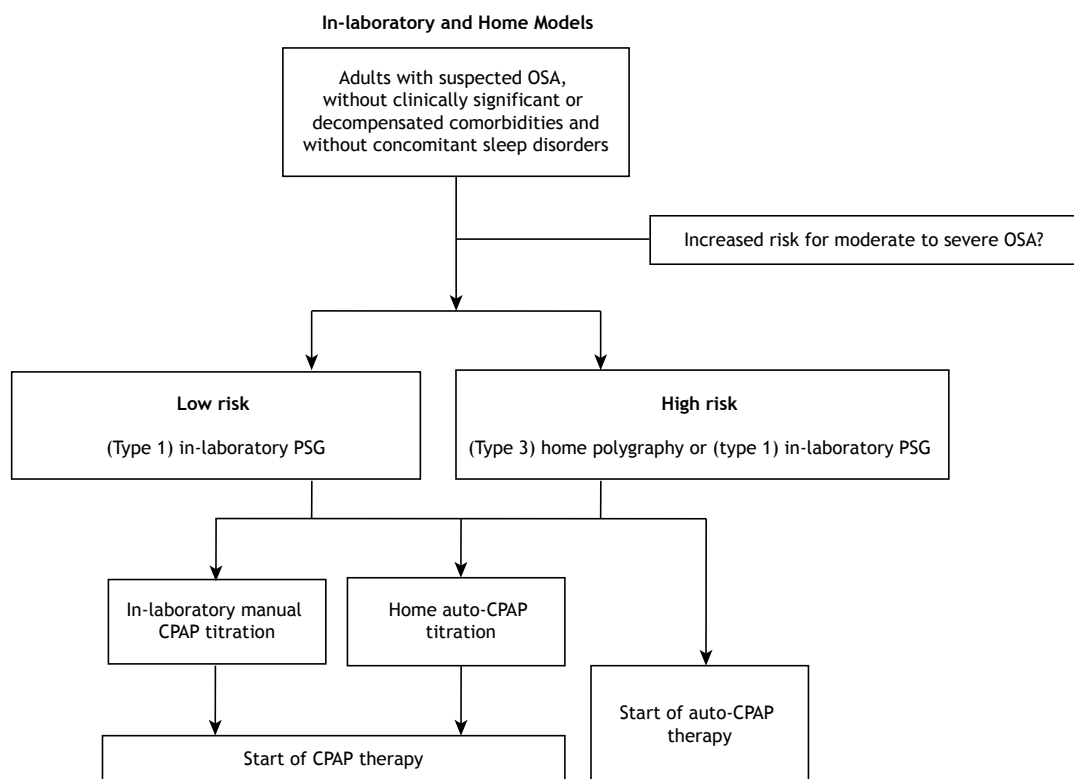 In-laboratory and Home Models
Adults with suspected OSA,
without clinically significant or
decompensated comorbidities and
without concomitant sleep disorders
Increased risk for moderate to severe OSA?
Low risk
(Type 1) in-laboratory PSG
High risk
(Type 3) home polygraphy or (type 1) in-laboratory PSG
In-laboratory manual
CPAP titration
Home auto-CPAP
titration
Start of auto-CPAP
therapy
Start of CPAP therapy